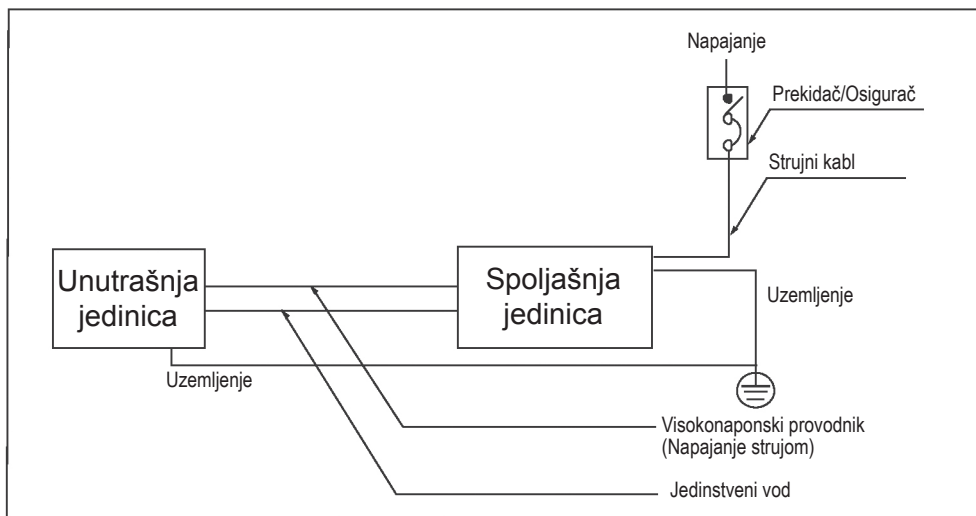 Napajanje
Prekidač/Osigurač
Strujni kabl
Unutrašnja
jedinica
Spoljašnja
jedinica
Uzemljenje
Uzemljenje
Visokonaponski provodnik
(Napajanje strujom)
Jedinstveni vod